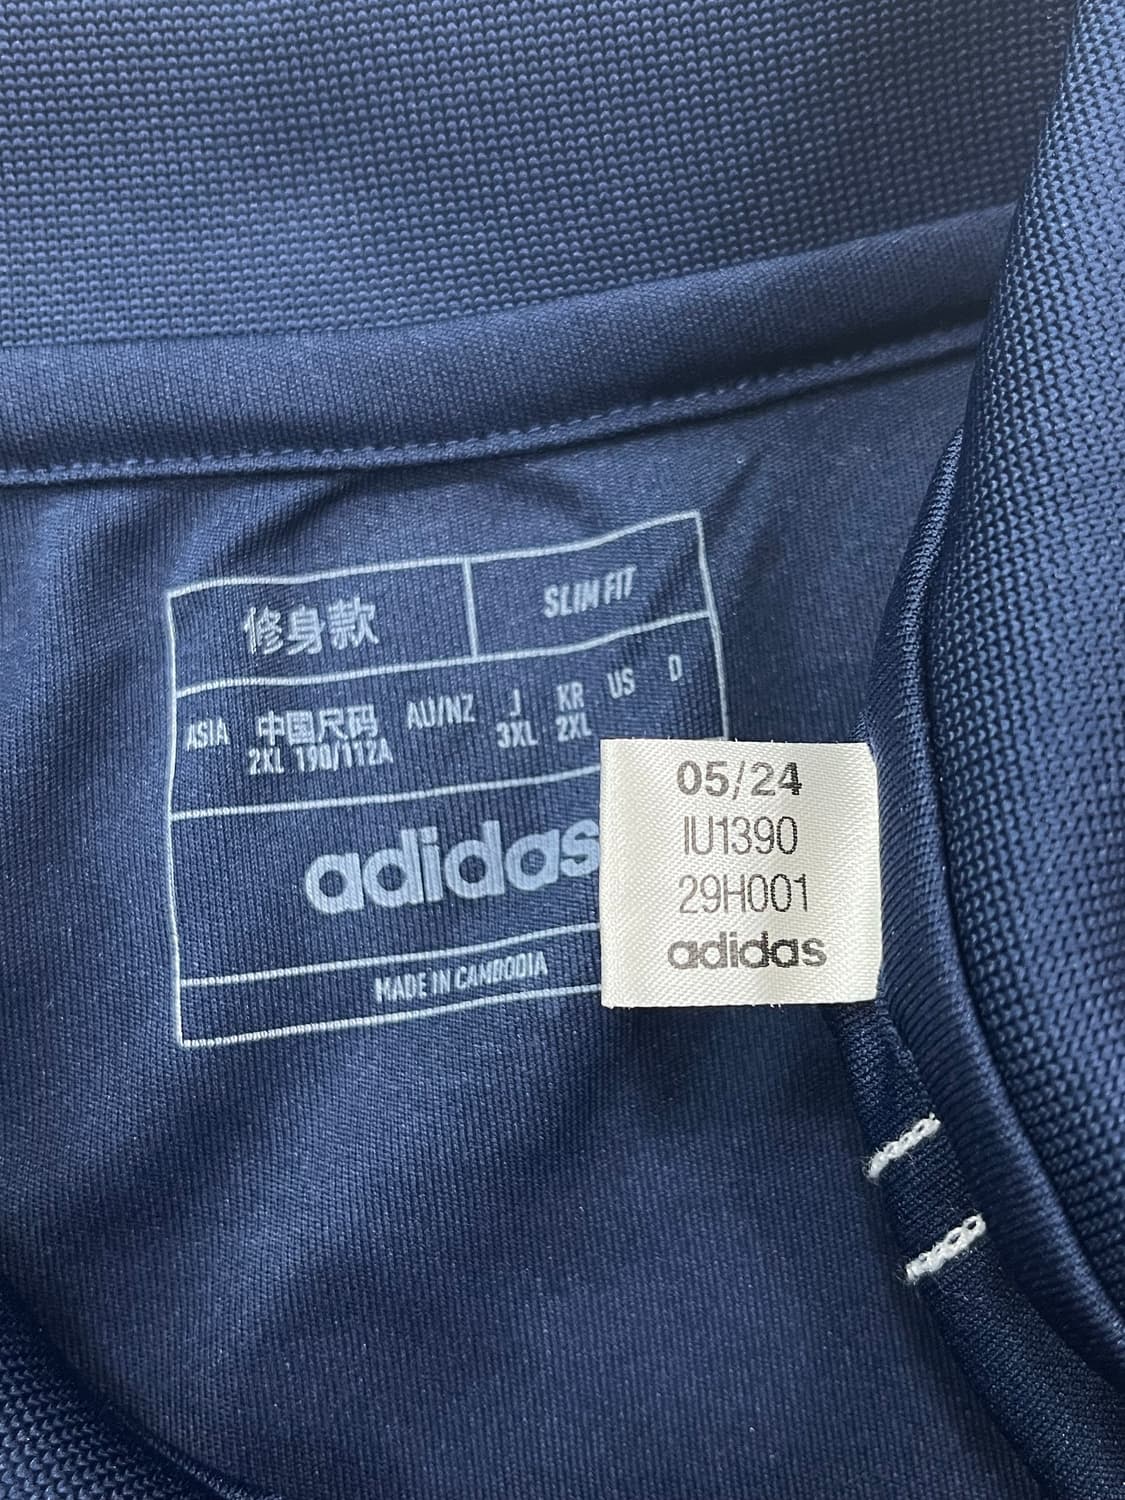 修身款 SLIM FIT
ASIA 中国尺码 AU/NZ J KR US D
2XL 190/112A 3XL 2XL
adidas
MADE IN CAMBODIA
05/24
IU1390
29H001
adidas